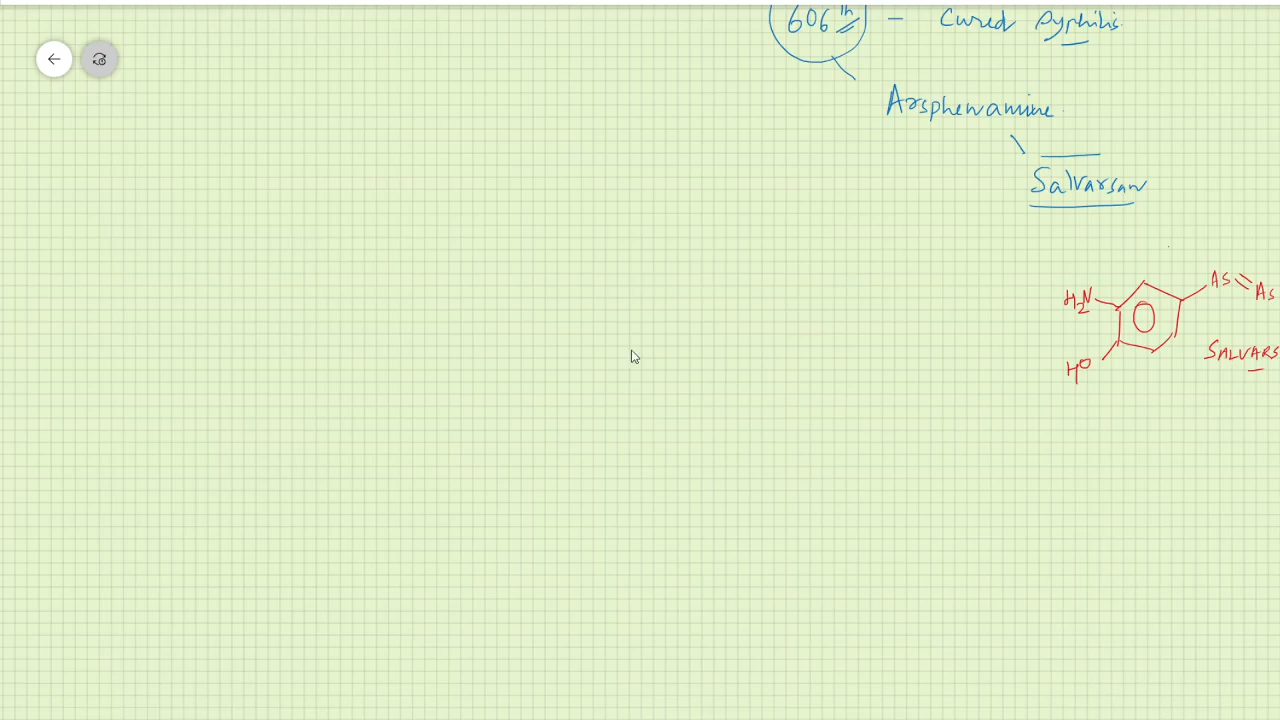 606th - Cured Syphilis.
Arsphenamine
Salvarsan
As = As
H2N
HO
SALVARS